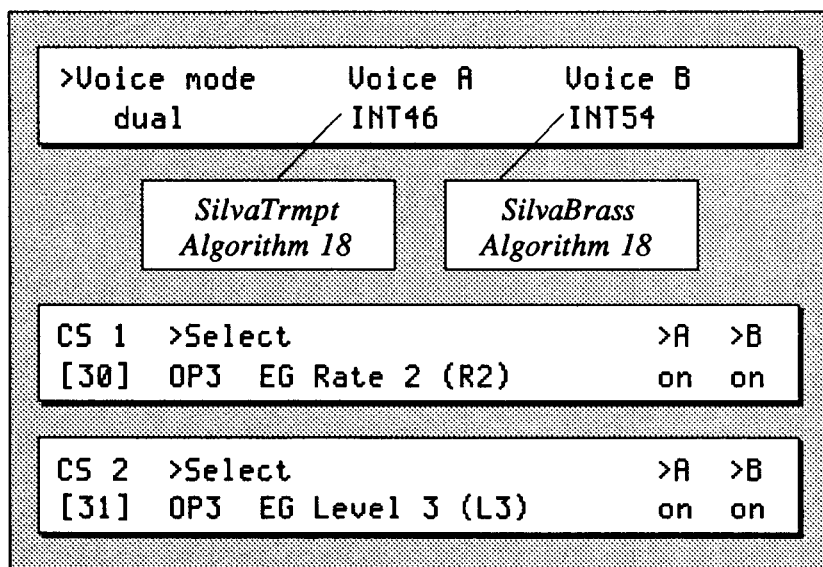 >Voice mode Voice A Voice B
dual INT46 INT54
SilvaTrmpt SilvaBrass
Algorithm 18 Algorithm 18
CS 1 >Select >A >B
[30] OP3 EG Rate 2 (R2) on on
CS 2 >Select >A >B
[31] OP3 EG Level 3 (L3) on on